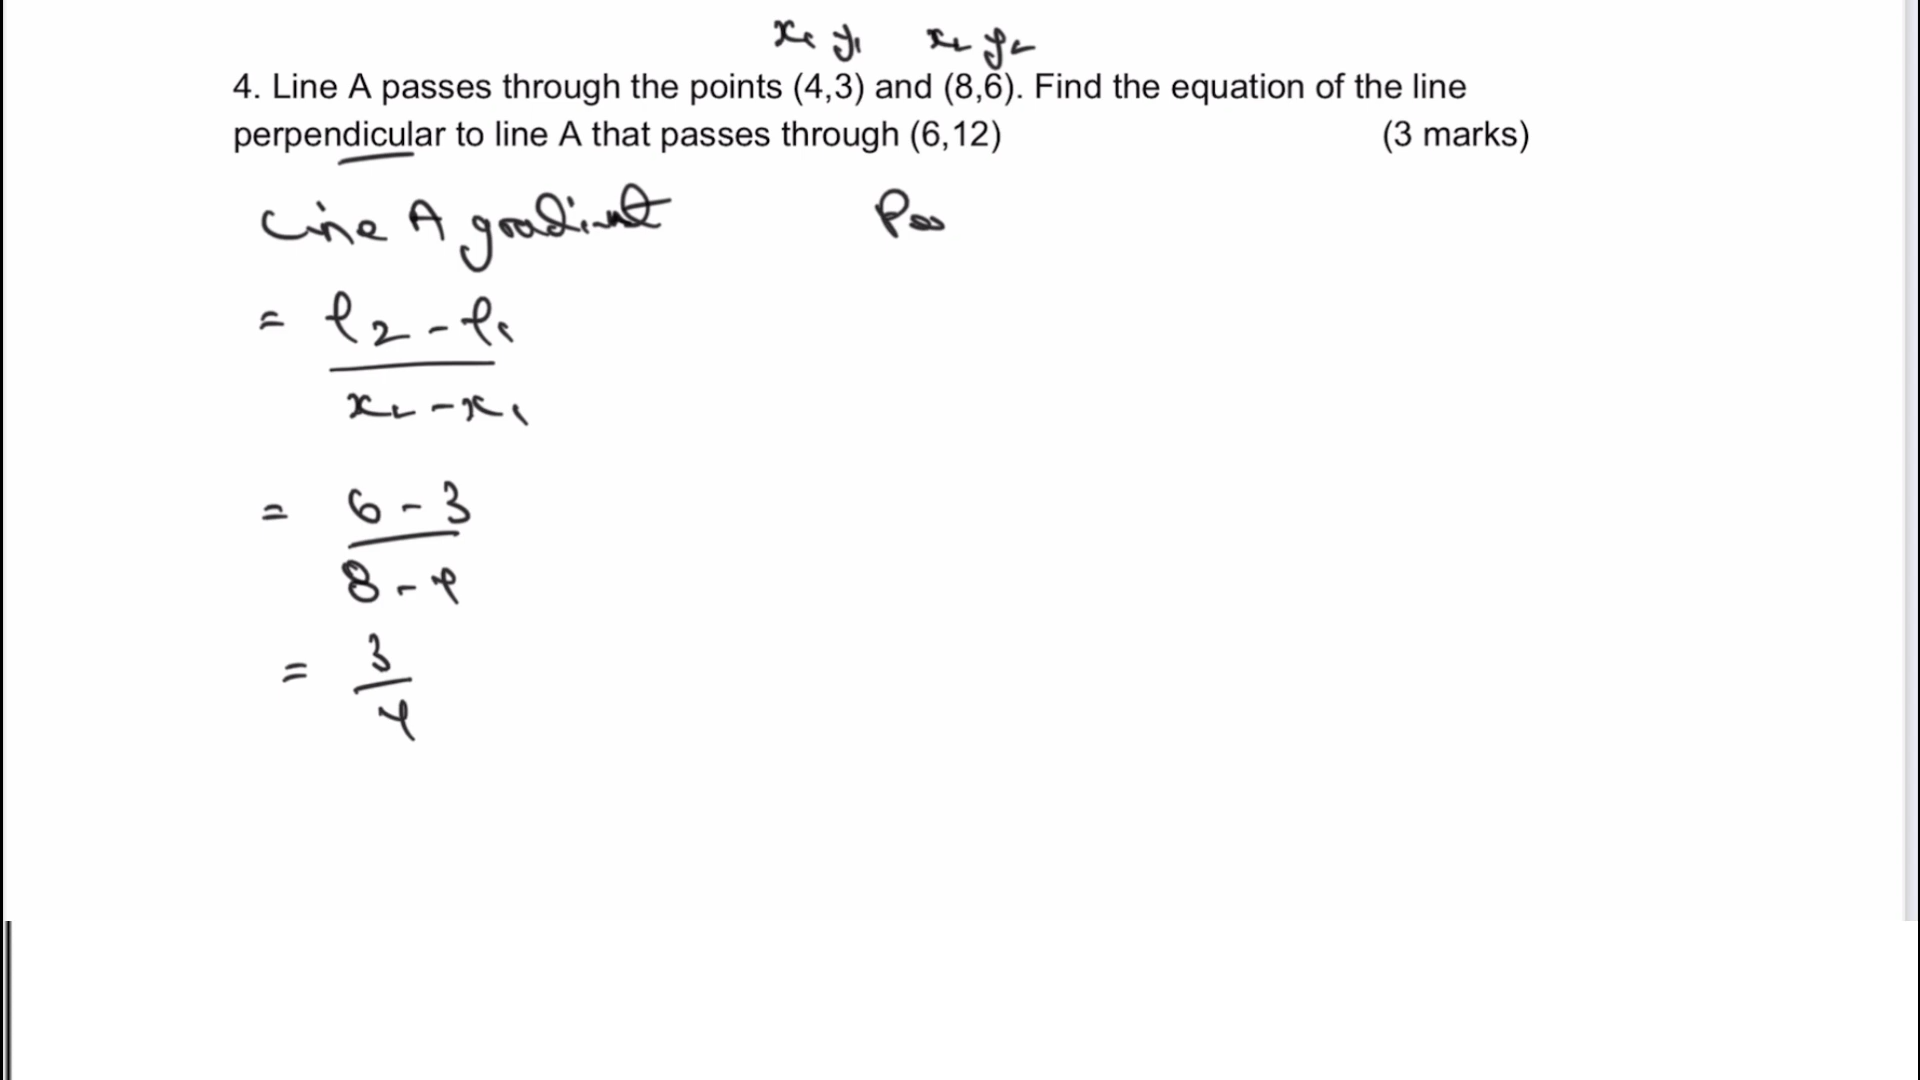 x₁ y₁ x₂ y₂
4. Line A passes through the points (4,3) and (8,6). Find the equation of the line
perpendicular to line A that passes through (6,12) (3 marks)
Line A gradient
= y₂ - y₁
x₂ - x₁
= 6 - 3
8 - 4
= 3
4